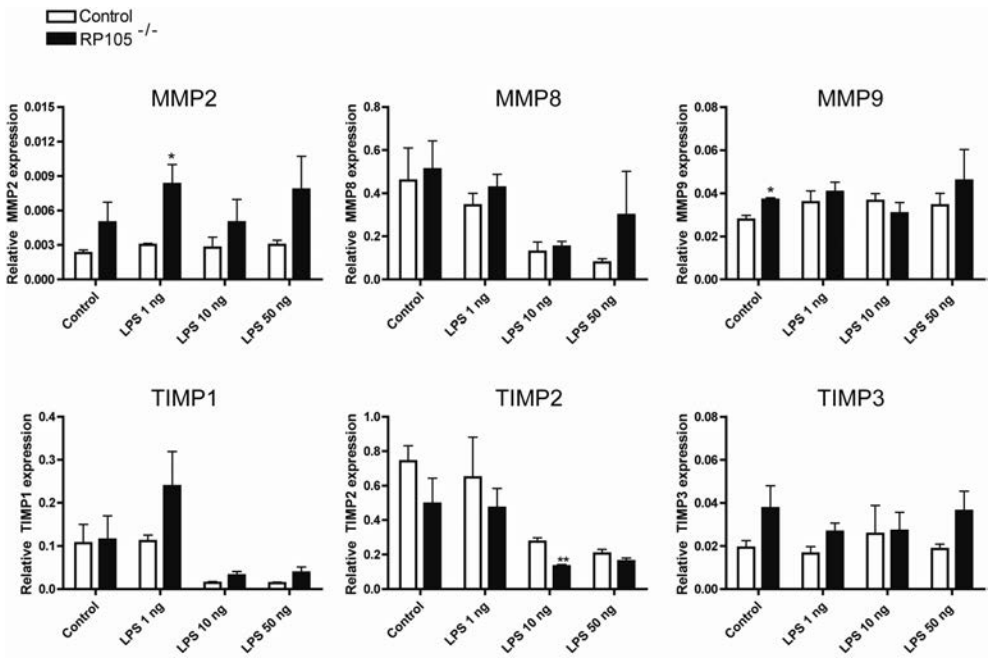 Control
RP105 -/-
MMP2
Relative MMP2 expression
0.015
0.012
0.009
0.006
0.003
0.000
*
Control
LPS 1 ng
LPS 10 ng
LPS 50 ng
MMP8
Relative MMP8 expression
0.8
0.6
0.4
0.2
0.0
Control
LPS 1 ng
LPS 10 ng
LPS 50 ng
MMP9
Relative MMP9 expression
0.08
0.06
0.04
0.02
0.00
*
Control
LPS 1 ng
LPS 10 ng
LPS 50 ng
TIMP1
Relative TIMP1 expression
0.4
0.3
0.2
0.1
0.0
Control
LPS 1 ng
LPS 10 ng
LPS 50 ng
TIMP2
Relative TIMP2 expression
1.0
0.8
0.6
0.4
0.2
0.0
**
Control
LPS 1 ng
LPS 10 ng
LPS 50 ng
TIMP3
Relative TIMP3 expression
0.08
0.06
0.04
0.02
0.00
Control
LPS 1 ng
LPS 10 ng
LPS 50 ng